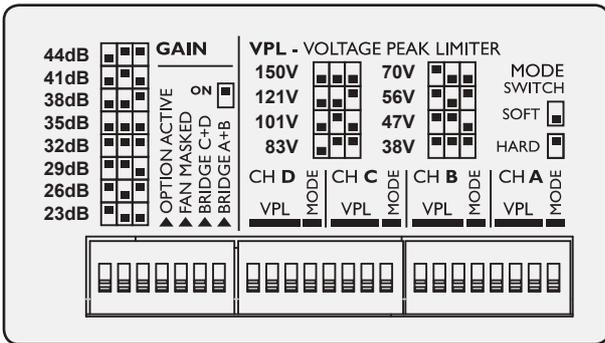 GAIN
44dB
41dB
38dB
35dB
32dB
29dB
26dB
23dB
ON
OPTION ACTIVE
FAN MASKED
BRIDGE C+D
BRIDGE A+B
VPL - VOLTAGE PEAK LIMITER
150V 70V
121V 56V
101V 47V
83V 38V
MODE
SWITCH
SOFT
HARD
CH D MODE CH C MODE CH B MODE CH A MODE
VPL VPL VPL VPL